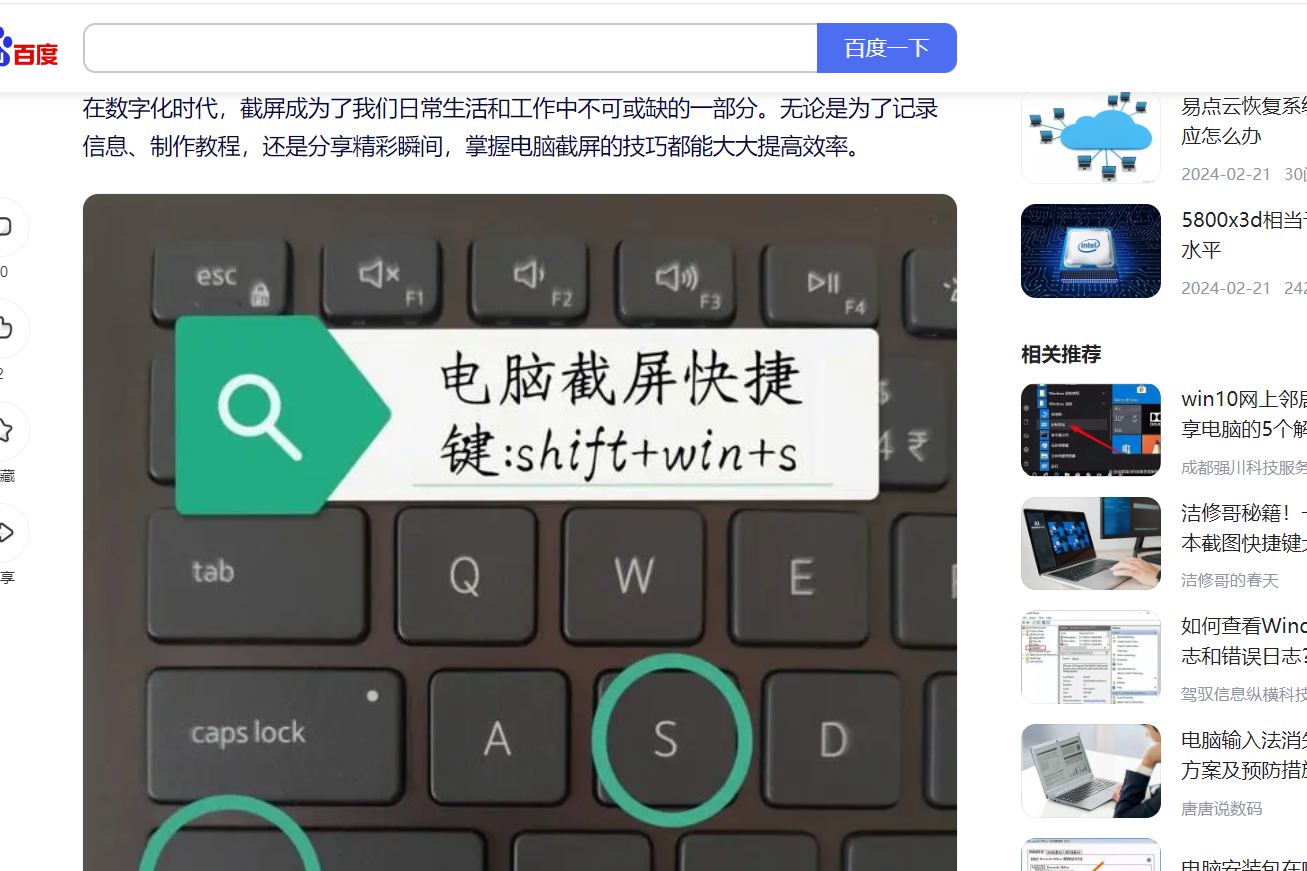 百度
百度一下
在数字化时代，截屏成为了我们日常生活和工作中不可或缺的一部分。无论是为了记录
信息、制作教程，还是分享精彩瞬间，掌握电脑截屏的技巧都能大大提高效率。
0
2
藏
享
esc
F1
F2
F3
F4
电脑截屏快捷
键:shift+win+s
$
4 ₹
tab
Q
W
E
caps lock
A
S
D
易点云恢复系统
应怎么办
2024-02-21 30
5800x3d相当
水平
2024-02-21 242
intel
相关推荐
win10网上邻居
享电脑的5个解
成都强川科技服务
洁修哥秘籍！
本截图快捷键
洁修哥的春天
如何查看Wind
志和错误日志?
驾驭信息纵横科技
电脑输入法消失
方案及预防措施
唐唐说数码
电脑安装包在